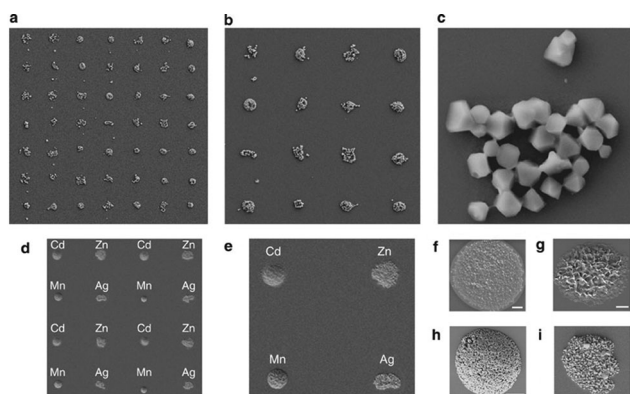 a
b
c
d
Cd Zn Cd Zn
Mn Ag Mn Ag
Cd Zn Cd Zn
Mn Ag Mn Ag
e
Cd Zn
Mn Ag
f
g
h
i